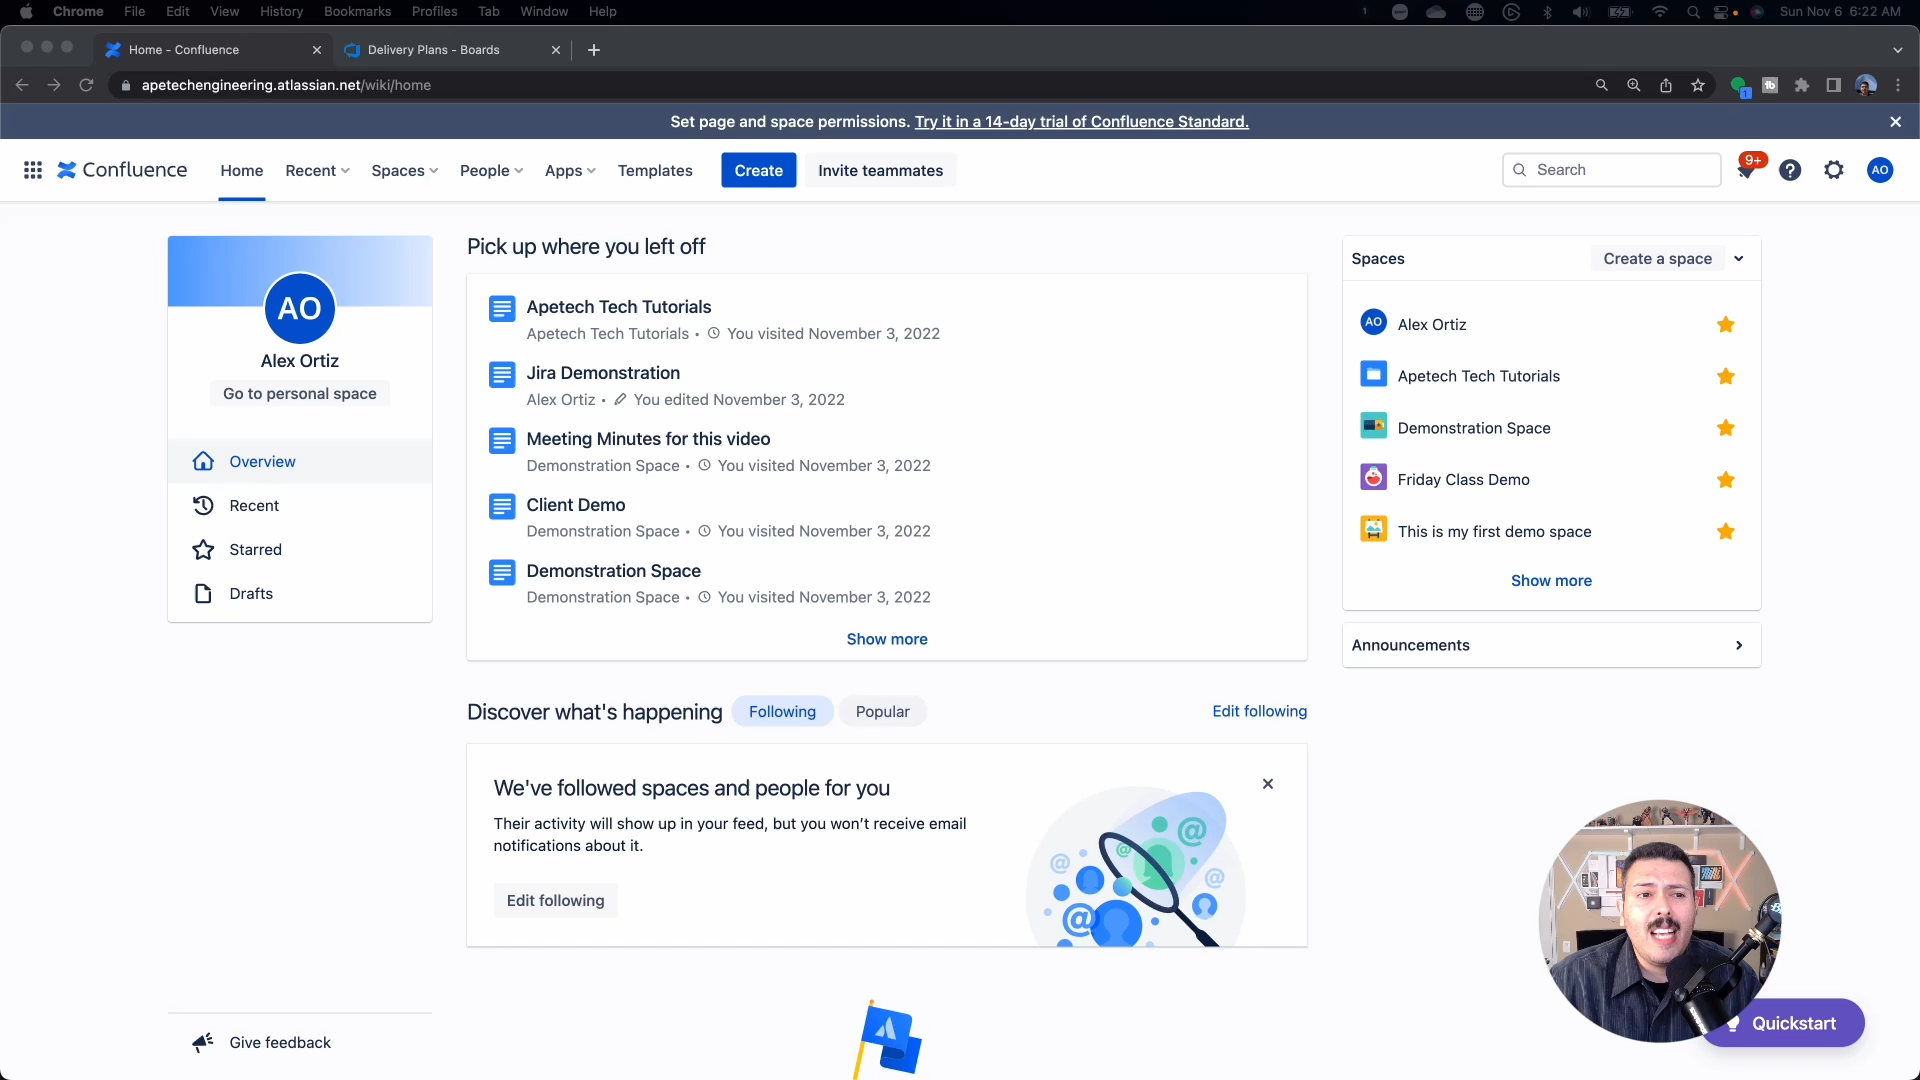 Chrome File Edit View History Bookmarks Profiles Tab Window Help Sun Nov 6 6:22 AM
Home - Confluence Delivery Plans - Boards
apetechengineering.atlassian.net/wiki/home
Set page and space permissions. Try it in a 14-day trial of Confluence Standard.
Confluence Home Recent Spaces People Apps Templates Create Invite teammates Search 9+ AO
Pick up where you left off
AO
Alex Ortiz
Go to personal space
Overview
Recent
Starred
Drafts
Apetech Tech Tutorials
Apetech Tech Tutorials • You visited November 3, 2022
Jira Demonstration
Alex Ortiz • You edited November 3, 2022
Meeting Minutes for this video
Demonstration Space • You visited November 3, 2022
Client Demo
Demonstration Space • You visited November 3, 2022
Demonstration Space
Demonstration Space • You visited November 3, 2022
Show more
Spaces Create a space
AO Alex Ortiz
Apetech Tech Tutorials
Demonstration Space
Friday Class Demo
This is my first demo space
Show more
Announcements
Discover what's happening Following Popular Edit following
We've followed spaces and people for you
Their activity will show up in your feed, but you won't receive email
notifications about it.
Edit following
Give feedback
Quickstart